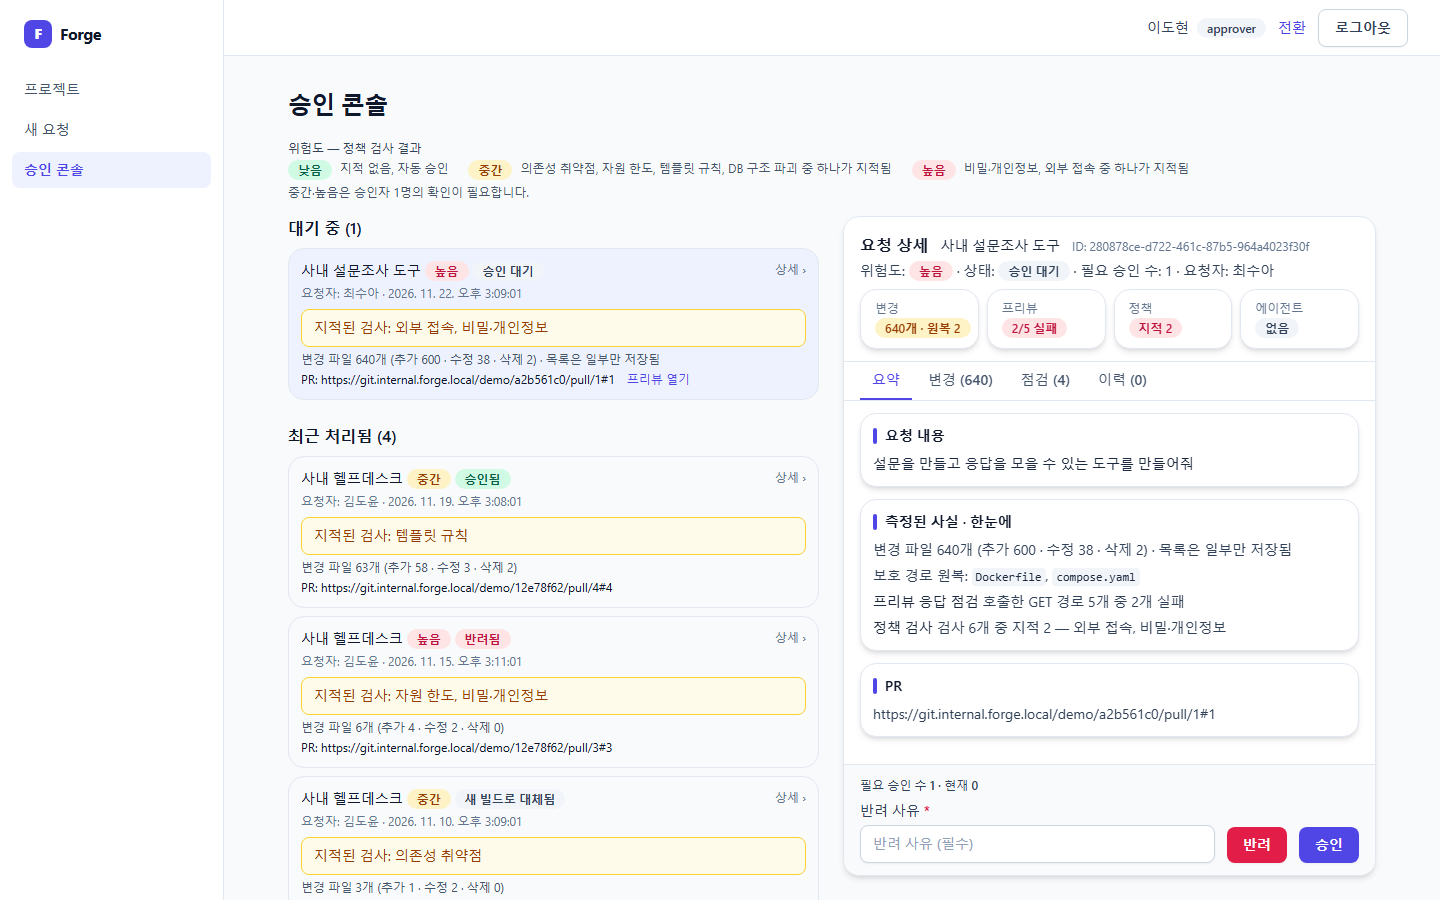 F Forge
이도현 approver 전환 로그아웃
프로젝트
새 요청
승인 콘솔
승인 콘솔
위험도 — 정책 검사 결과
낮음 지적 없음, 자동 승인 중간 의존성 취약점, 자원 한도, 템플릿 규칙, DB 구조 파괴 중 하나가 지적됨 높음 비밀·개인정보, 외부 접속 중 하나가 지적됨
중간·높음은 승인자 1명의 확인이 필요합니다.
대기 중 (1)
사내 설문조사 도구 높음 승인 대기 상세 ›
요청자: 최수아 · 2026. 11. 22. 오후 3:09:01
지적된 검사: 외부 접속, 비밀·개인정보
변경 파일 640개 (추가 600 · 수정 38 · 삭제 2) · 목록은 일부만 저장됨
PR: https://git.internal.forge.local/demo/a2b561c0/pull/1#1 프리뷰 열기
최근 처리됨 (4)
사내 헬프데스크 중간 승인됨 상세 ›
요청자: 김도윤 · 2026. 11. 19. 오후 3:08:01
지적된 검사: 템플릿 규칙
변경 파일 63개 (추가 58 · 수정 3 · 삭제 2)
PR: https://git.internal.forge.local/demo/12e78f62/pull/4#4
사내 헬프데스크 높음 반려됨 상세 ›
요청자: 김도윤 · 2026. 11. 15. 오후 3:11:01
지적된 검사: 자원 한도, 비밀·개인정보
변경 파일 6개 (추가 4 · 수정 2 · 삭제 0)
PR: https://git.internal.forge.local/demo/12e78f62/pull/3#3
사내 헬프데스크 중간 새 빌드로 대체됨 상세 ›
요청자: 김도윤 · 2026. 11. 10. 오후 3:09:01
지적된 검사: 의존성 취약점
변경 파일 3개 (추가 1 · 수정 2 · 삭제 0)
요청 상세 사내 설문조사 도구 ID: 280878ce-d722-461c-87b5-964a4023f30f
위험도: 높음 · 상태: 승인 대기 · 필요 승인 수: 1 · 요청자: 최수아
변경 프리뷰 정책 에이전트
640개 · 원복 2 2/5 실패 지적 2 없음
요약 변경 (640) 점검 (4) 이력 (0)
요청 내용
설문을 만들고 응답을 모을 수 있는 도구를 만들어줘
측정된 사실 · 한눈에
변경 파일 640개 (추가 600 · 수정 38 · 삭제 2) · 목록은 일부만 저장됨
보호 경로 원복: Dockerfile, compose.yaml
프리뷰 응답 점검 호출한 GET 경로 5개 중 2개 실패
정책 검사 검사 6개 중 지적 2 — 외부 접속, 비밀·개인정보
PR
https://git.internal.forge.local/demo/a2b561c0/pull/1#1
필요 승인 수 1 · 현재 0
반려 사유 *
반려 사유 (필수) 반려 승인